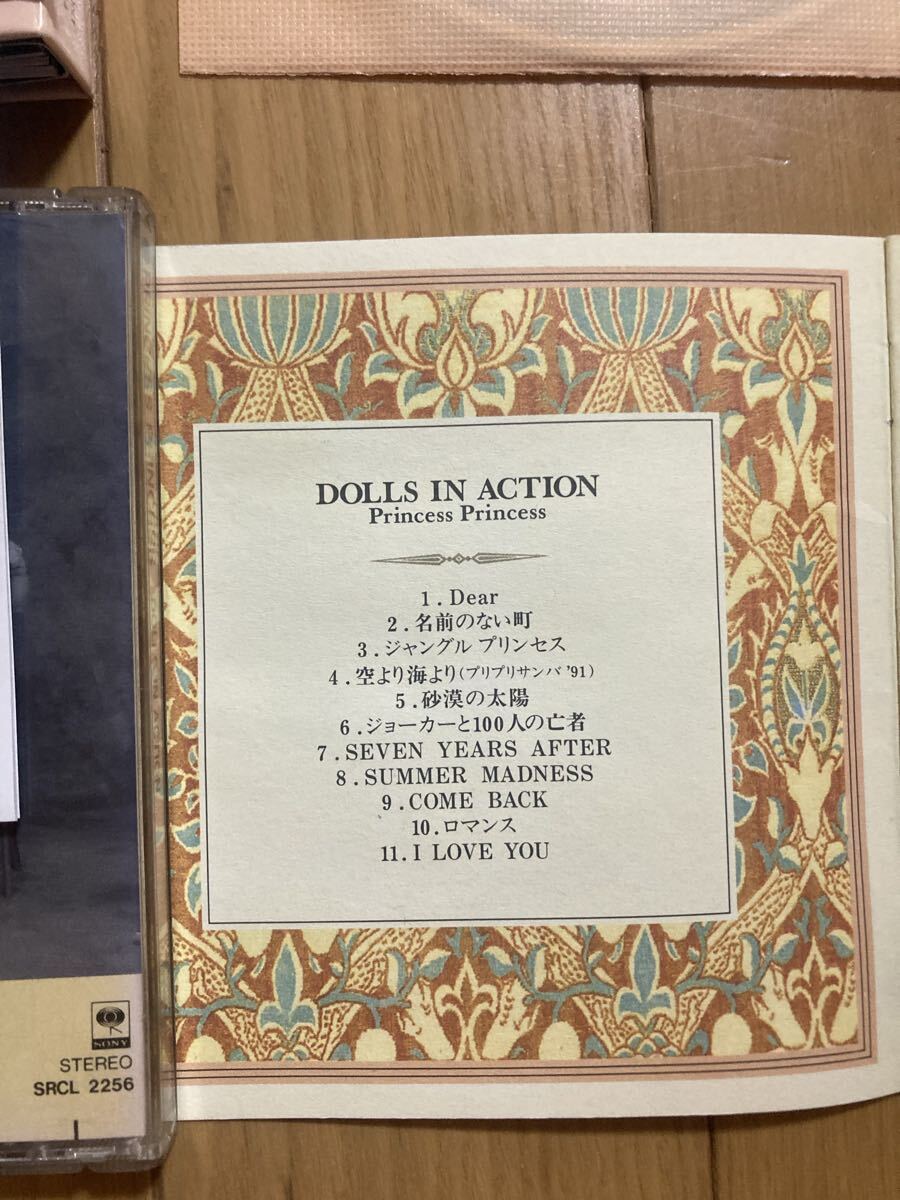 DOLLS IN ACTION
Princess Princess
1.Dear
2.名前のない町
3.ジャングル プリンセス
4.空より海より(プリプリサンバ '91)
5.砂漠の太陽
6.ジョーカーと100人の亡者
7.SEVEN YEARS AFTER
8.SUMMER MADNESS
9.COME BACK
10.ロマンス
11.I LOVE YOU
SONY
STEREO
SRCL 2256